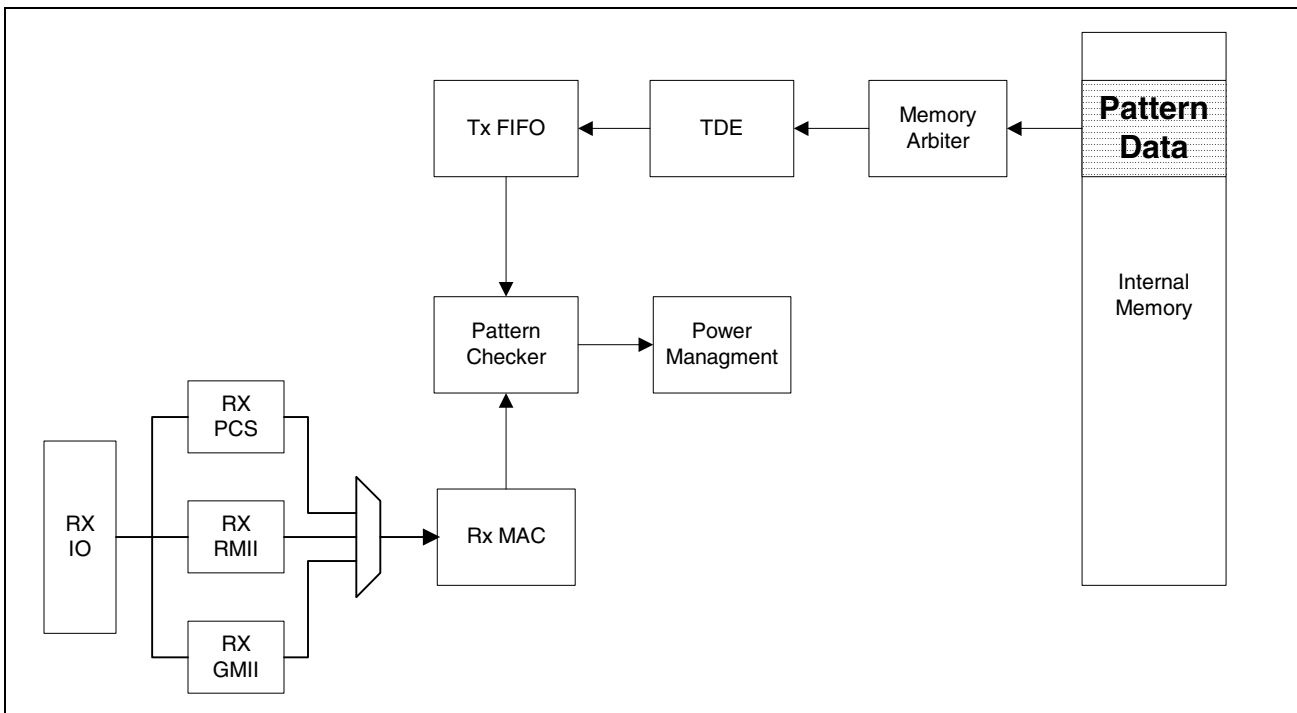 Tx FIFO
TDE
Memory
Arbiter
Pattern
Data
Internal
Memory
Pattern
Checker
Power
Managment
RX
PCS
RX
IO
RX
RMII
Rx MAC
RX
GMII